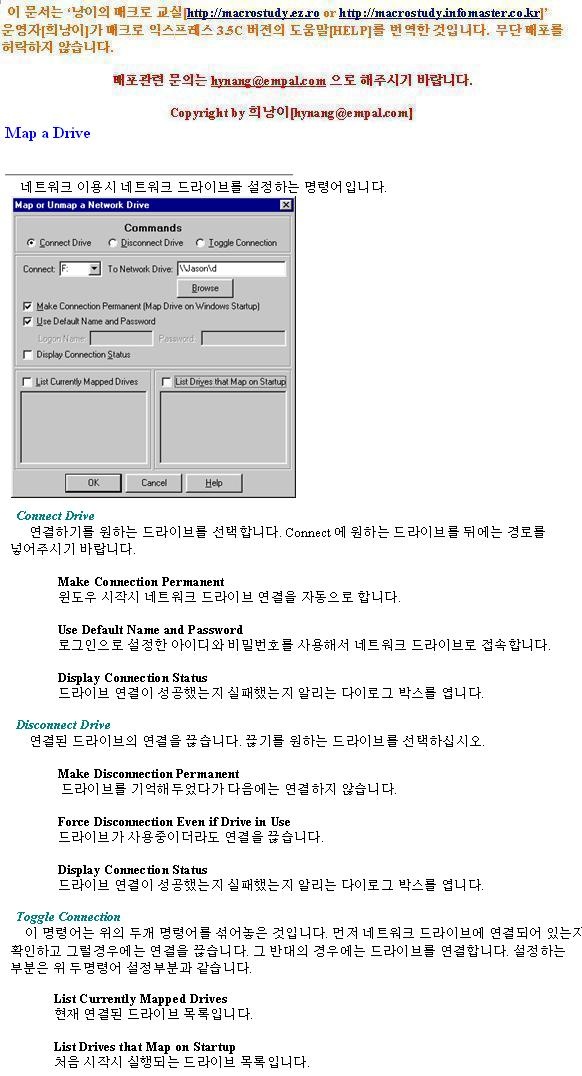 이 문서는 ‘낭이의 매크로 교실[http://macrostudy.ez.ro or http://macrostudy.infomaster.co.kr]’
운영자[희낭이]가 매크로 익스프레스 3.5C 버젼의 도움말[HELP]를 번역한 것입니다. 무단 배포를
허락하지 않습니다.
배포관련 문의는 hynang@empal.com 으로 해주시기 바랍니다.
Copyright by 희낭이[hynang@empal.com]
Map a Drive
네트워크 이용시 네트워크 드라이브를 설정하는 명령어입니다.
Map or Unmap a Network Drive
Commands
Connect Drive Disconnect Drive Toggle Connection
Connect: F: To Network Drive: \\Jason\d
Browse
Make Connection Permanent (Map Drive on Windows Startup)
Use Default Name and Password
Logon Name: Password:
Display Connection Status
List Currently Mapped Drives List Drives that Map on Startup
OK Cancel Help
Connect Drive
연결하기를 원하는 드라이브를 선택합니다. Connect 에 원하는 드라이브를 뒤에는 경로를
넣어주시기 바랍니다.
Make Connection Permanent
윈도우 시작시 네트워크 드라이브 연결을 자동으로 합니다.
Use Default Name and Password
로그인으로 설정한 아이디와 비밀번호를 사용해서 네트워크 드라이브로 접속합니다.
Display Connection Status
드라이브 연결이 성공했는지 실패했는지 알리는 다이로그 박스를 엽니다.
Disconnect Drive
연결된 드라이브의 연결을 끊습니다. 끊기를 원하는 드라이브를 선택하십시오.
Make Disconnection Permanent
드라이브를 기억해두었다가 다음에는 연결하지 않습니다.
Force Disconnection Even if Drive in Use
드라이브가 사용중이더라도 연결을 끊습니다.
Display Connection Status
드라이브 연결이 성공했는지 실패했는지 알리는 다이로그 박스를 엽니다.
Toggle Connection
이 명령어는 위의 두개 명령어를 섞어놓은 것입니다. 먼저 네트워크 드라이브에 연결되어 있는지
확인하고 그럴경우에는 연결을 끊습니다. 그 반대의 경우에는 드라이브를 연결합니다. 설정하는
부분은 위 두명령어 설정부분과 같습니다.
List Currently Mapped Drives
현재 연결된 드라이브 목록입니다.
List Drives that Map on Startup
처음 시작시 실행되는 드라이브 목록입니다.